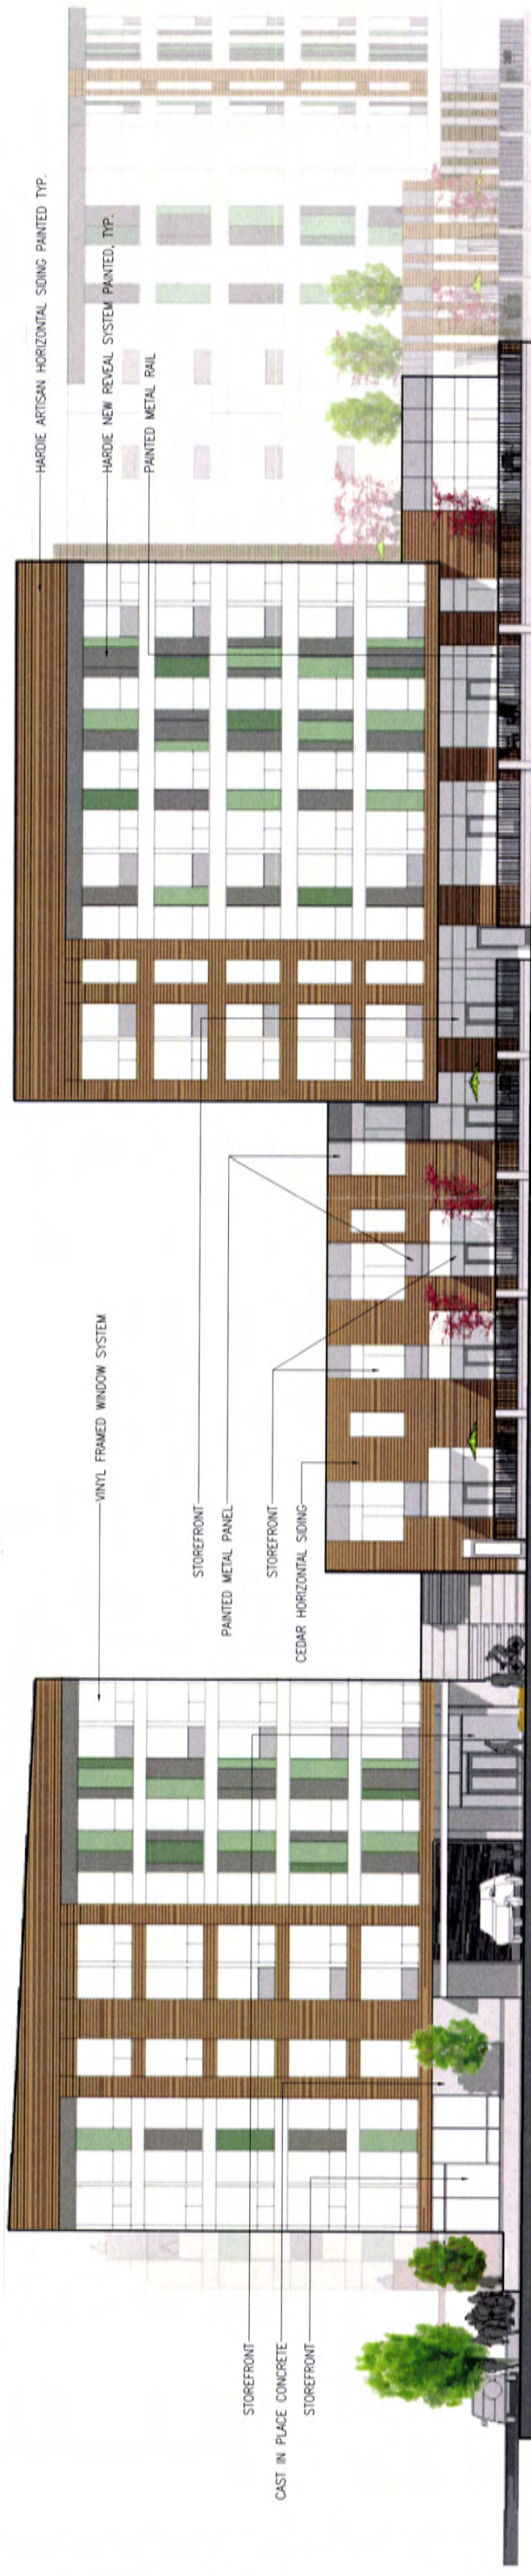 HARDIE ARTISAN HORIZONTAL SIDING PAINTED TYP.
HARDIE NEW REVEAL SYSTEM PAINTED, TYP.
PAINTED METAL RAIL
VINYL FRAMED WINDOW SYSTEM
STOREFRONT
PAINTED METAL PANEL
STOREFRONT
CEDAR HORIZONTAL SIDING
STOREFRONT
CAST IN PLACE CONCRETE
STOREFRONT